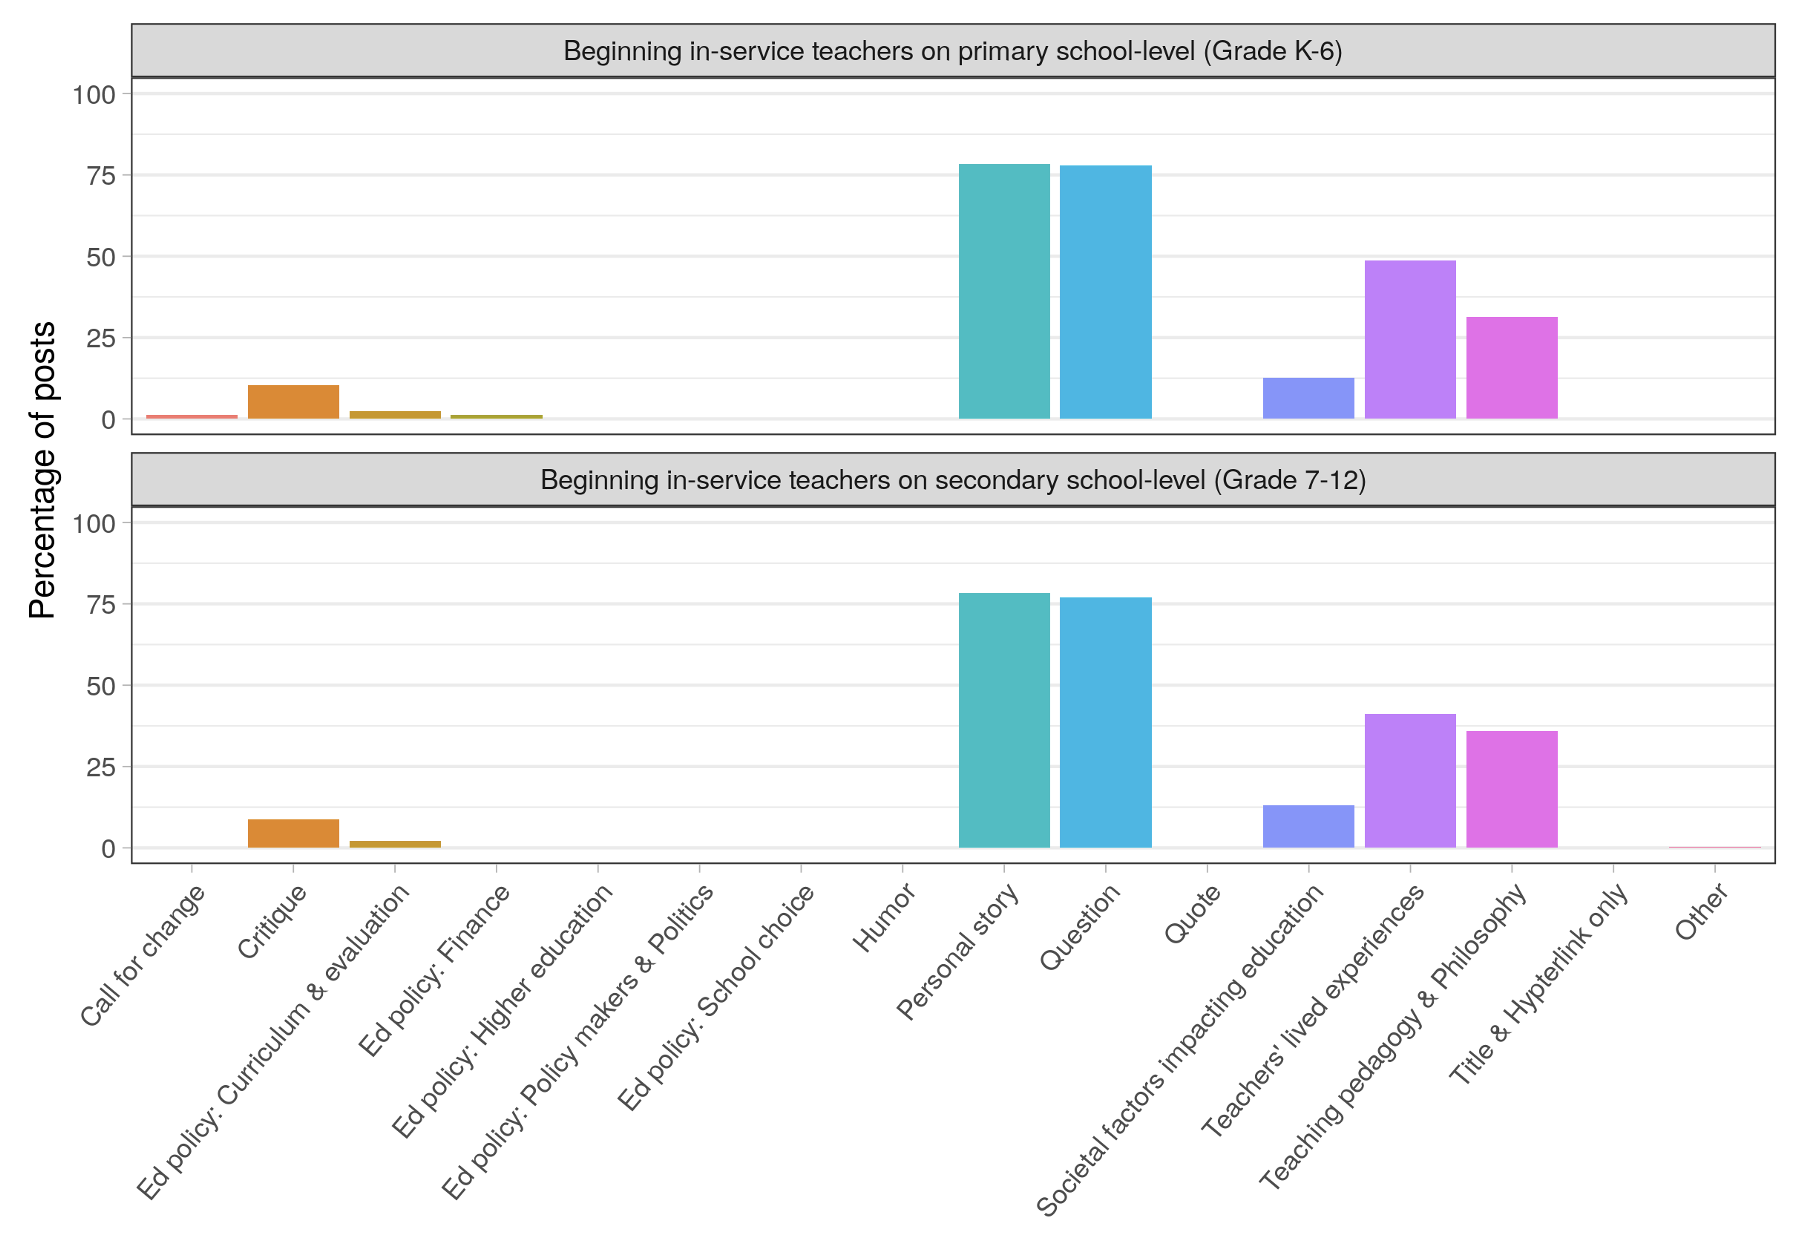 Beginning in-service teachers on primary school-level (Grade K-6)
100
75
50
25
0
Percentage of posts
Beginning in-service teachers on secondary school-level (Grade 7-12)
100
75
50
25
0
Call for change
Critique
Ed policy: Curriculum & evaluation
Ed policy: Finance
Ed policy: Higher education
Ed policy: Policy makers & Politics
Ed policy: School choice
Humor
Personal story
Question
Quote
Societal factors impacting education
Teachers' lived experiences
Teaching pedagogy & Philosophy
Title & Hypterlink only
Other